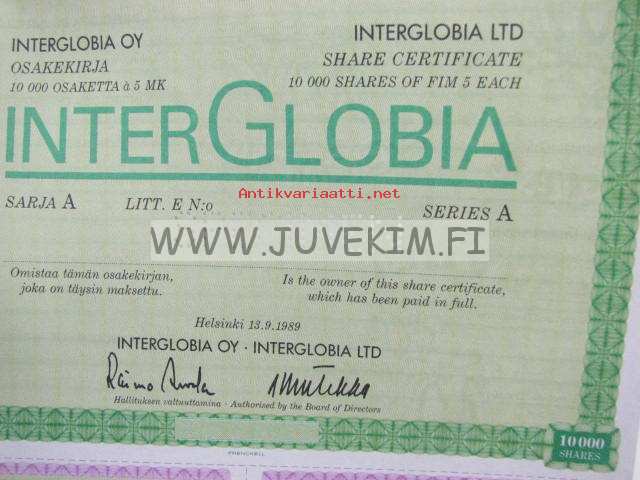 INTERGLOBIA OY
OSAKEKIRJA
10 000 OSAKETTA à 5 MK
INTERGLOBIA LTD
SHARE CERTIFICATE
10 000 SHARES OF FIM 5 EACH
INTERGLOBIA
Antikvariaatti.net
SARJA A LITT. E N:o SERIES A
WWW.JUVEKIM.FI
Omistaa tämän osakekirjan,
joka on täysin maksettu.
Is the owner of this share certificate,
which has been paid in full.
Helsinki 13.9.1989
INTERGLOBIA OY · INTERGLOBIA LTD
Hallituksen valtuuttomina · Authorised by the Board of Directors
FRENCKELL
10 000
SHARES